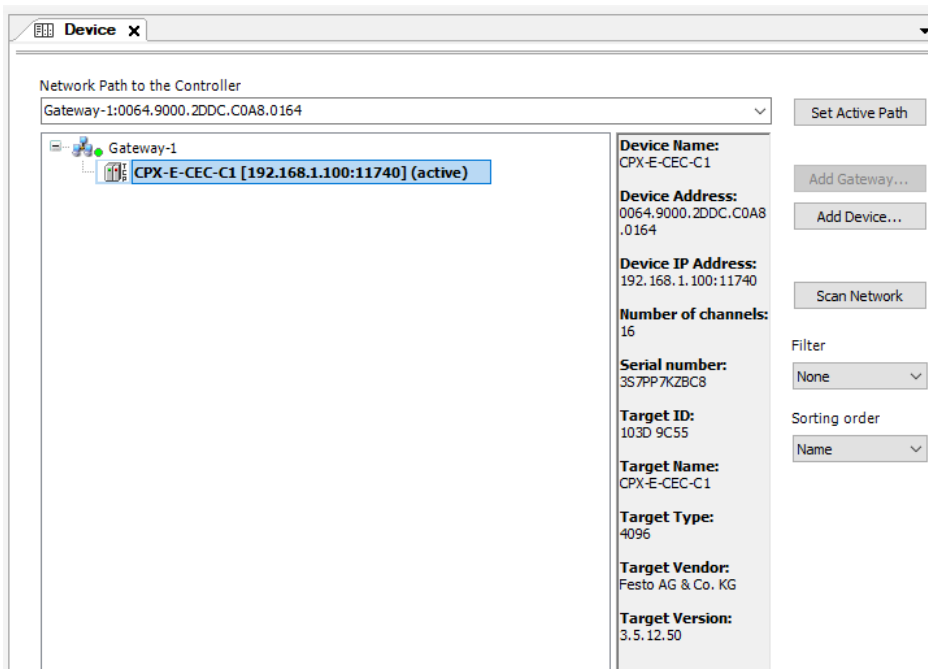 Device
Network Path to the Controller
Gateway-1:0064.9000.2DDC.C0A8.0164
Set Active Path
Gateway-1
CPX-E-CEC-C1 [192.168.1.100:11740] (active)
Device Name:
CPX-E-CEC-C1
Device Address:
0064.9000.2DDC.C0A8
.0164
Device IP Address:
192.168.1.100:11740
Number of channels:
16
Serial number:
3S7PP7KZBC8
Target ID:
103D 9C55
Target Name:
CPX-E-CEC-C1
Target Type:
4096
Target Vendor:
Festo AG & Co. KG
Target Version:
3.5.12.50
Add Gateway...
Add Device...
Scan Network
Filter
None
Sorting order
Name